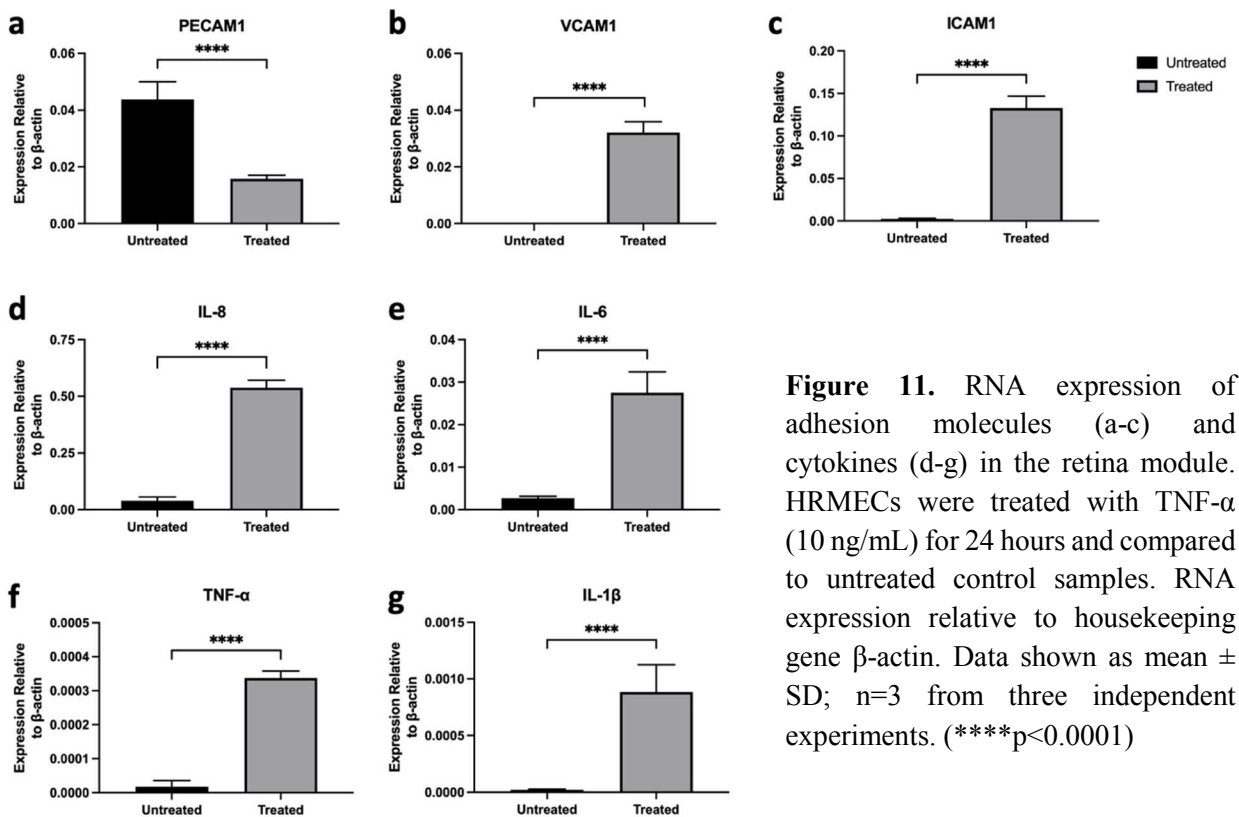 a
PECAM1
****
Expression Relative
to β-actin
0.06
0.04
0.02
0.00
Untreated
Treated
b
VCAM1
****
Expression Relative
to β-actin
0.06
0.04
0.02
0.00
Untreated
Treated
c
ICAM1
****
Expression Relative
to β-actin
0.20
0.15
0.10
0.05
0.00
Untreated
Treated
Untreated
Treated
d
IL-8
****
Expression Relative
to β-actin
0.75
0.50
0.25
0.00
Untreated
Treated
e
IL-6
****
Expression Relative
to β-actin
0.04
0.03
0.02
0.01
0.00
Untreated
Treated
f
TNF-α
****
Expression Relative
to β-actin
0.0005
0.0004
0.0003
0.0002
0.0001
0.0000
Untreated
Treated
g
IL-1β
****
Expression Relative
to β-actin
0.0015
0.0010
0.0005
0.0000
Untreated
Treated
Figure 11. RNA expression of
adhesion molecules (a-c) and
cytokines (d-g) in the retina module.
HRMECs were treated with TNF-α
(10 ng/mL) for 24 hours and compared
to untreated control samples. RNA
expression relative to housekeeping
gene β-actin. Data shown as mean ±
SD; n=3 from three independent
experiments. (****p<0.0001)